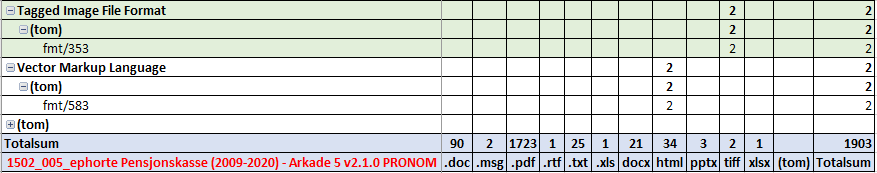 Tagged Image File Format 2 2
(tom) 2 2
fmt/353 2 2
Vector Markup Language 2 2
(tom) 2 2
fmt/583 2 2
(tom)
Totalsum 90 2 1723 1 25 1 21 34 3 2 1 1903
1502_005_ephorte Pensjonskasse (2009-2020) - Arkade 5 v2.1.0 PRONOM .doc .msg .pdf .rtf .txt .xls docx html pptx tiff xlsx (tom) Totalsum